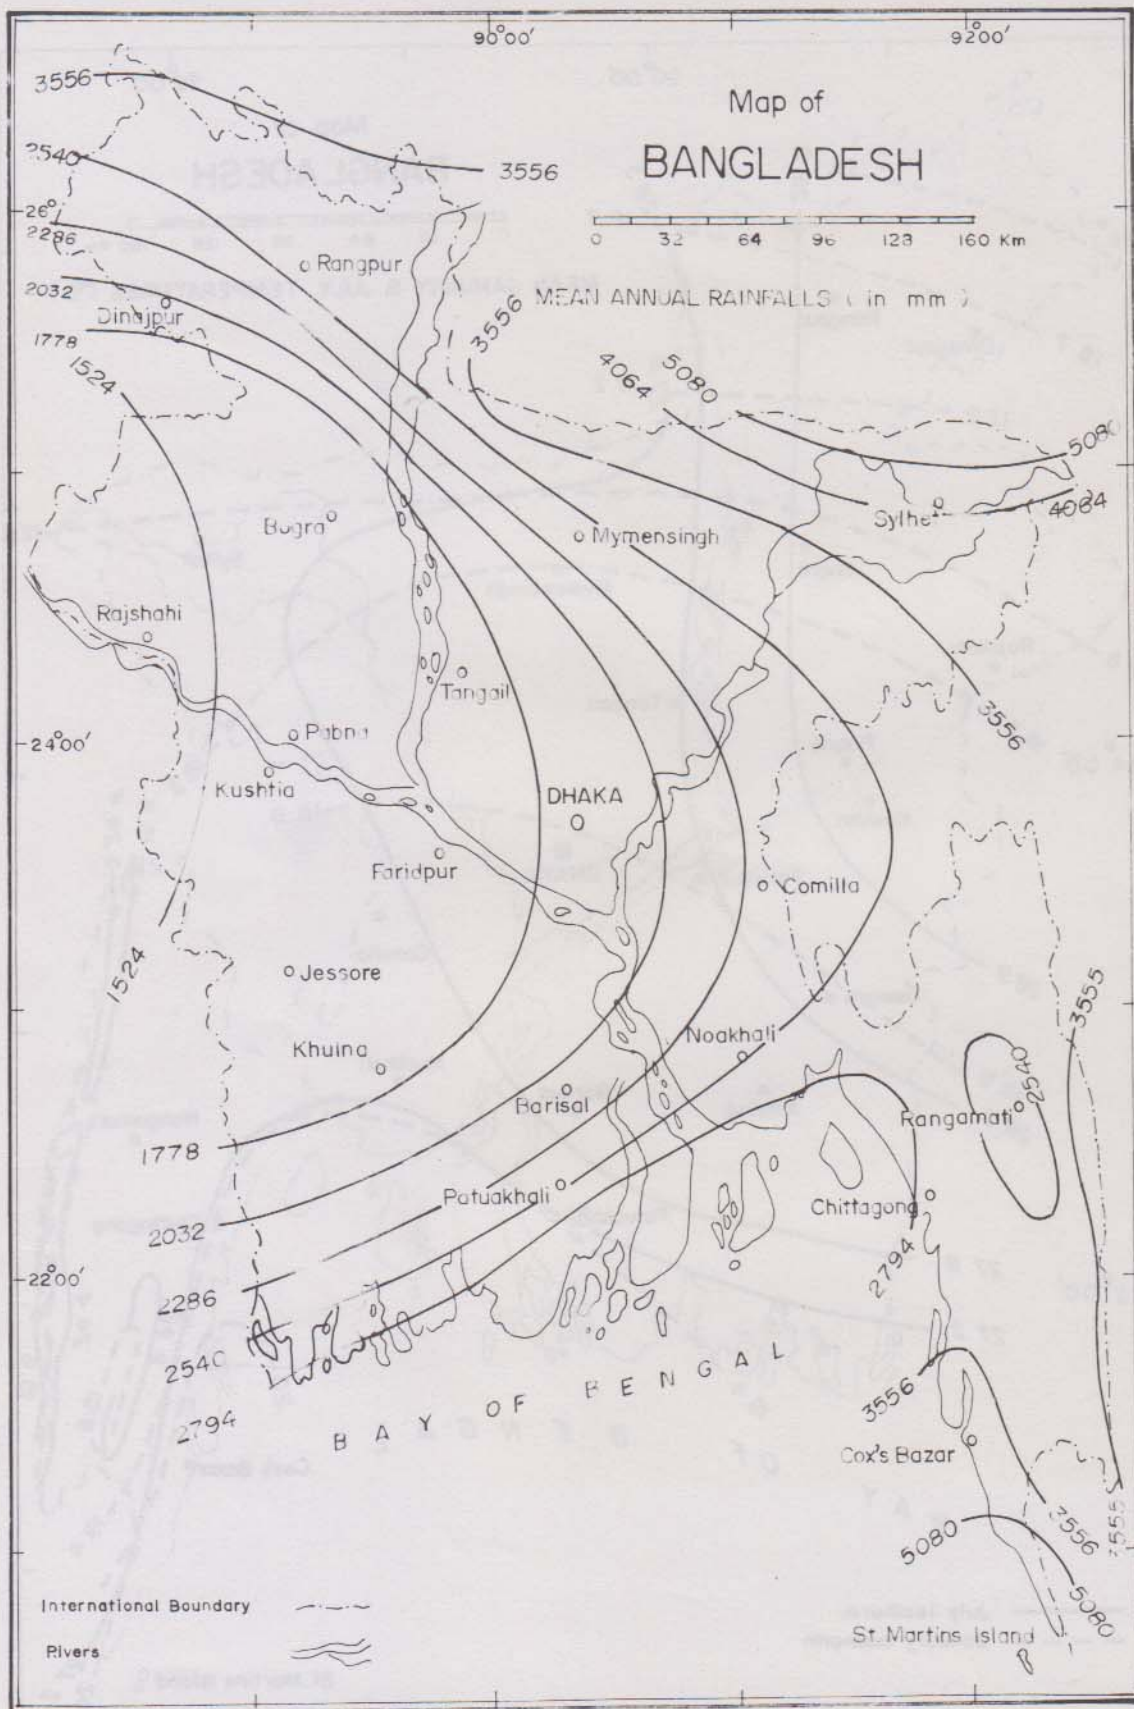 90°00'
92°00'
Map of
BANGLADESH
0 32 64 96 128 160 Km
MEAN ANNUAL RAINFALLS ( in mm )
3556
3556
2540
26°
2286
2032
1778
1524
Rangpur
Dinajpur
3556
4064
5080
5080
4064
Sylhet
Bogra
Mymensingh
Rajshahi
Tangail
3556
24°00'
Pabna
Kushtia
DHAKA
Faridpur
Comilla
1524
Jessore
3555
Khulna
Noakhali
2540
Barisal
Rangamati
1778
Patuakhali
Chittagong
2032
2794
22°00'
2286
2540
2794
BAY OF BENGAL
3556
Cox's Bazar
5080
3556
3555
5080
International Boundary
Rivers
St. Martins Island